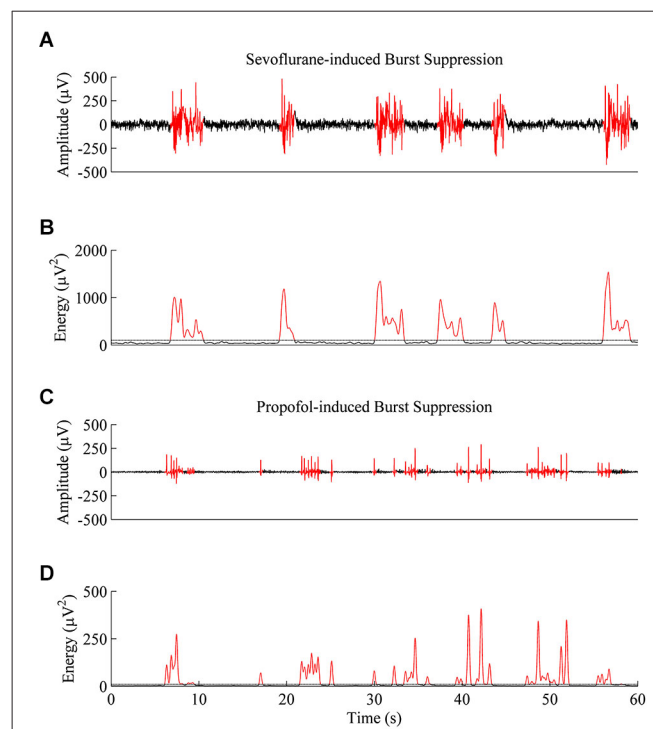 A
Sevoflurane-induced Burst Suppression
Amplitude (µV)
500
250
0
-250
-500
B
Energy (µV²)
2000
1000
0
C
Propofol-induced Burst Suppression
Amplitude (µV)
500
250
0
-250
-500
D
Energy (µV²)
500
250
0
0 10 20 30 40 50 60
Time (s)